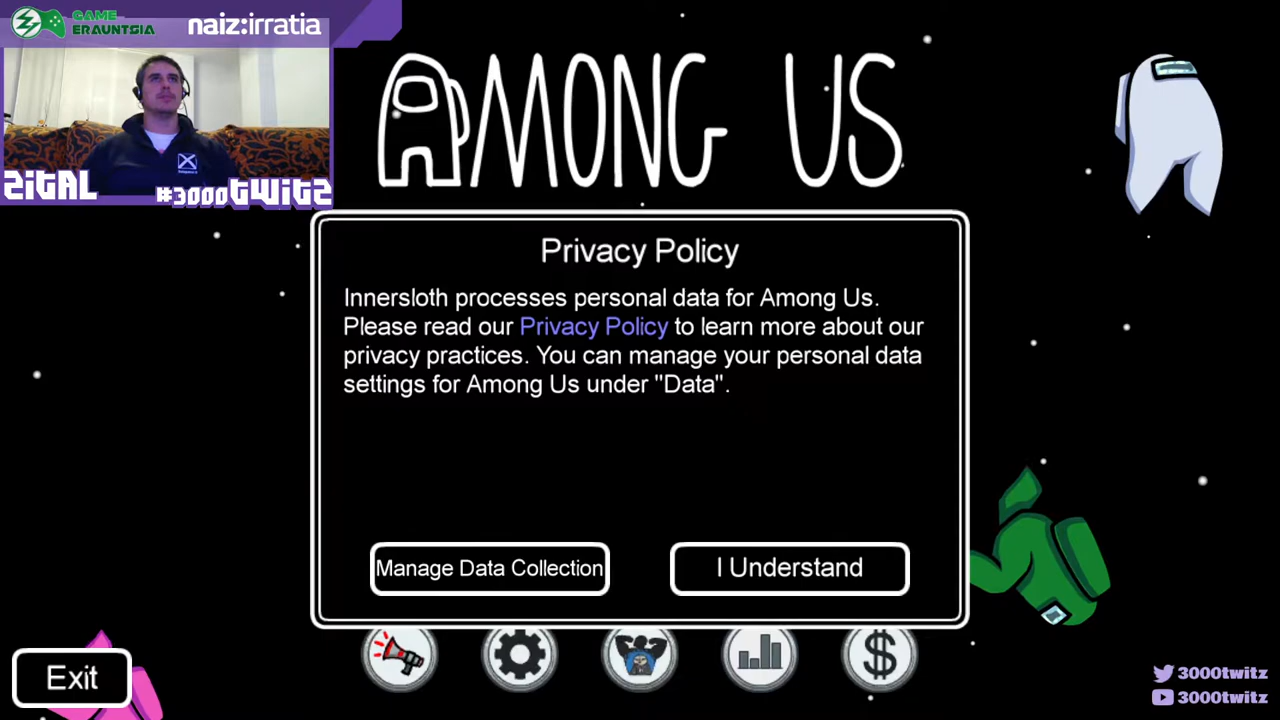 GAME
ERAUNTSIA
naiz:irratia
ZITAL
#3000TWITZ
AMONG US
Privacy Policy
Innersloth processes personal data for Among Us.
Please read our Privacy Policy to learn more about our
privacy practices. You can manage your personal data
settings for Among Us under "Data".
Manage Data Collection
I Understand
$
Exit
3000twitz
3000twitz